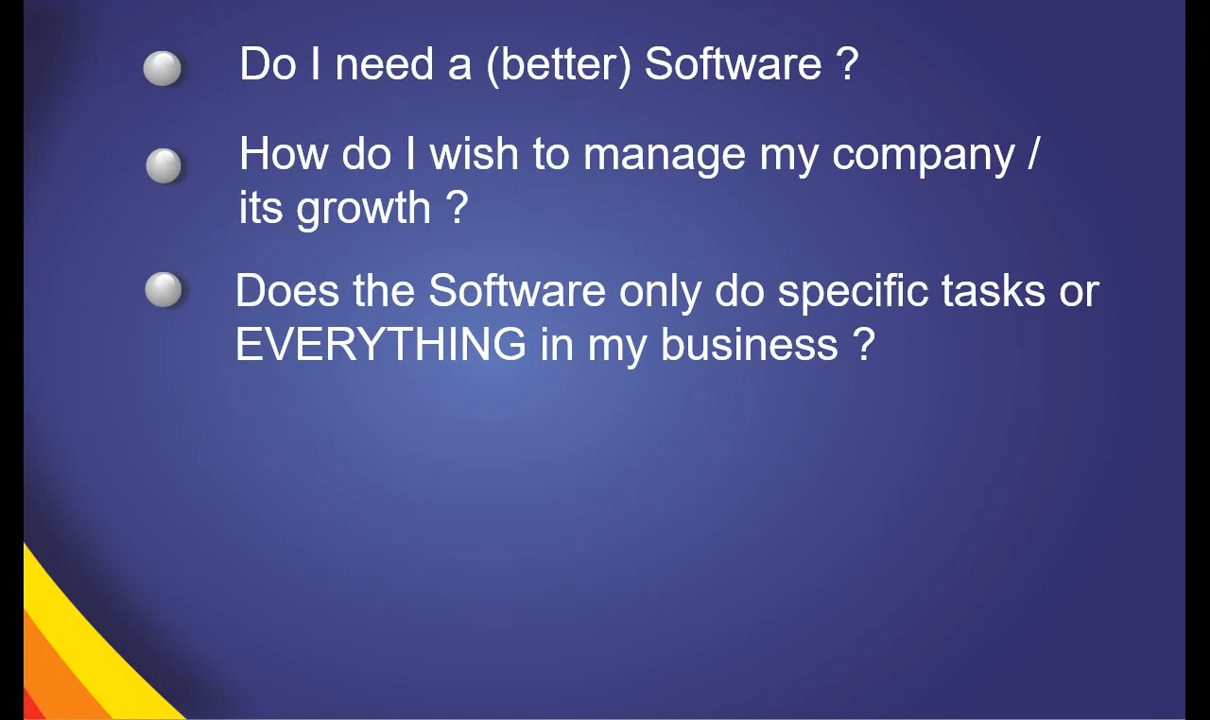 Do I need a (better) Software ?
How do I wish to manage my company /
its growth ?
Does the Software only do specific tasks or
EVERYTHING in my business ?